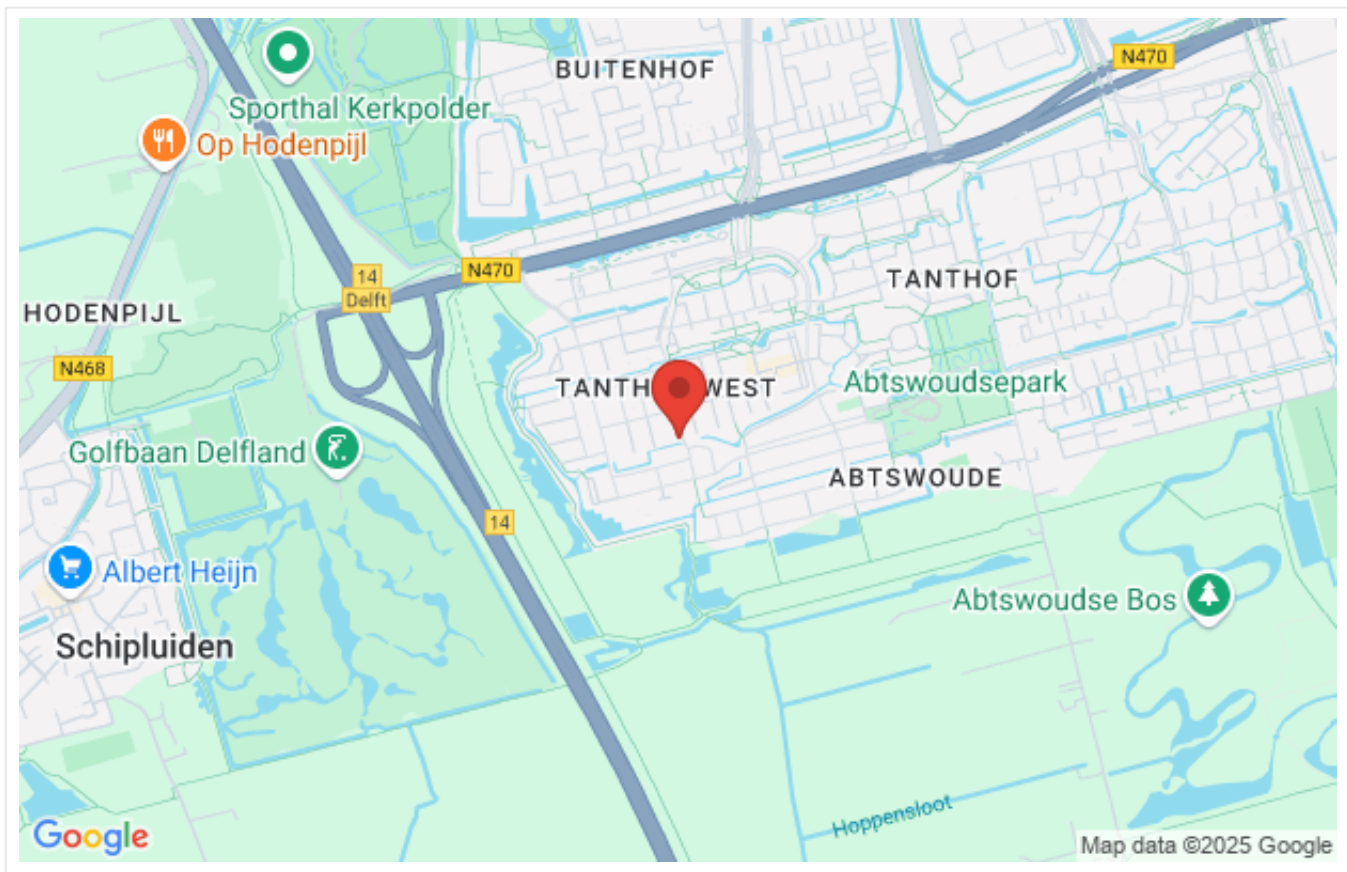 N470
BUITENHOF
Sporthal Kerkpolder
Op Hodenpijl
N470
14
Delft
TANTHOF
HODENPIJL
N468
TANTH WEST
Abtswoudsepark
Golfbaan Delfland
ABTSWOUDE
14
Albert Heijn
Abtswoudse Bos
Schipluiden
Hoppensloot
Google
Map data ©2025 Google